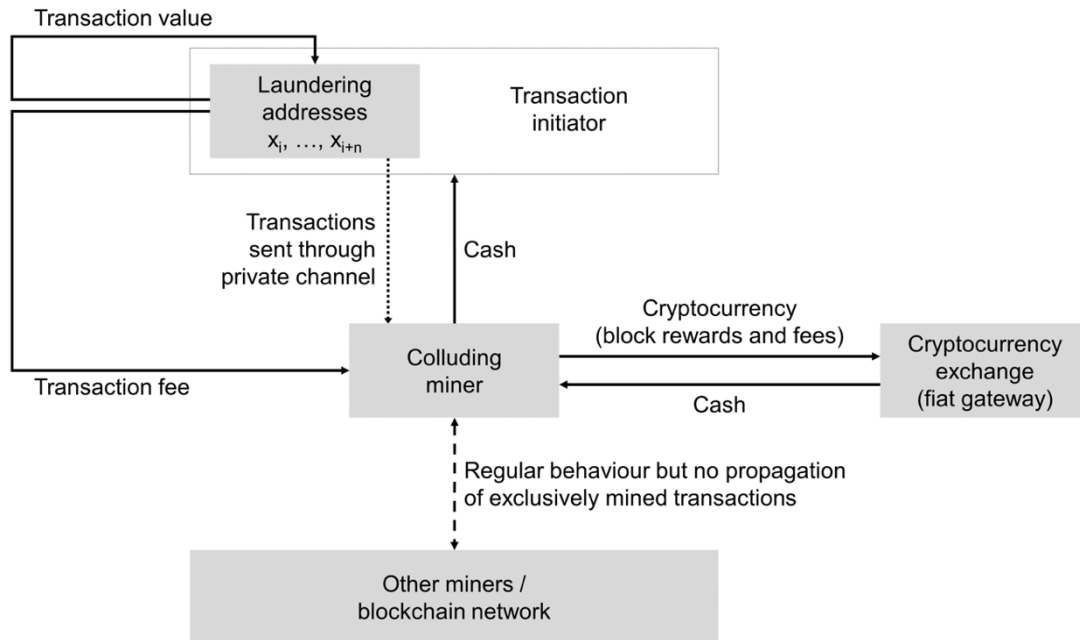 Transaction value
Laundering
addresses
xᵢ, …, xᵢ₊ₙ
Transaction
initiator
Transactions
sent through
private channel
Cash
Cryptocurrency
(block rewards and fees)
Colluding
miner
Cryptocurrency
exchange
(fiat gateway)
Transaction fee
Cash
Regular behaviour but no propagation
of exclusively mined transactions
Other miners /
blockchain network